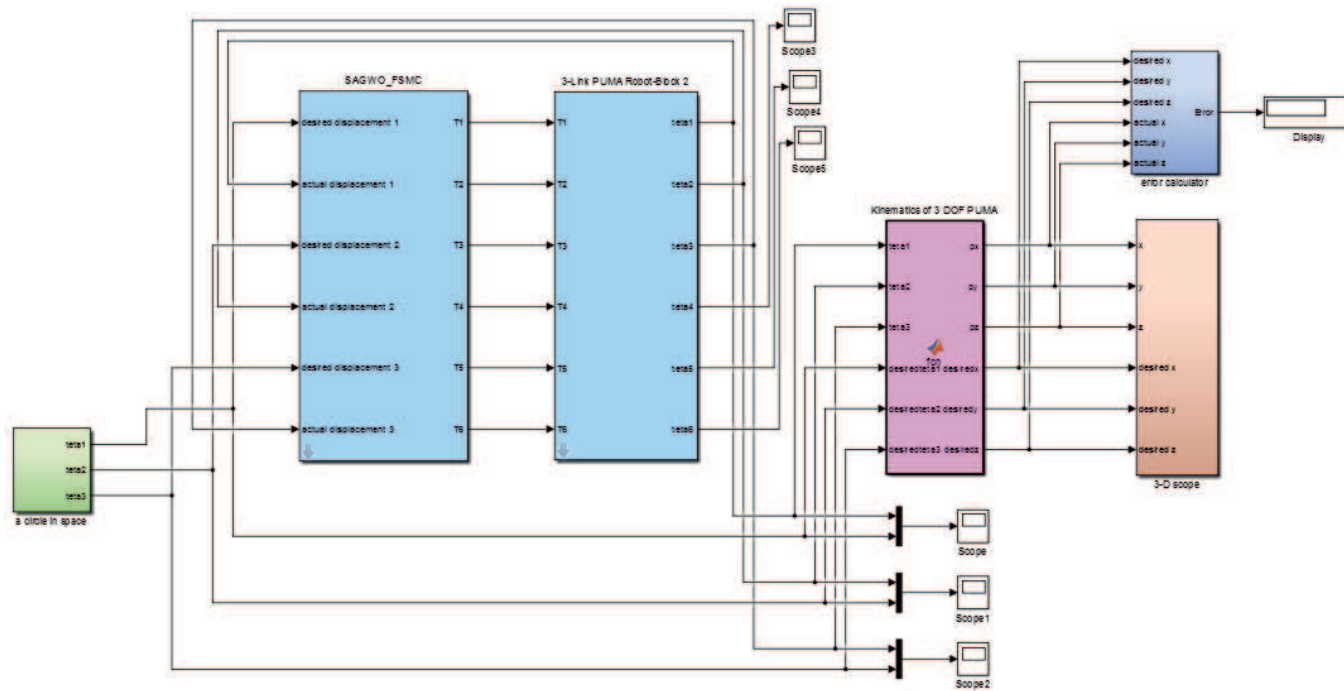 SAGWO_FSMC
desired displacement 1
actual displacement 1
desired displacement 2
actual displacement 2
desired displacement 3
actual displacement 3
T1
T2
T3
T4
T5
T6
3-Link PUMA Robot-Block 2
T1
T2
T3
T4
T5
T6
teta1
teta2
teta3
teta4
teta5
teta6
Scope3
Scope4
Scope5
desired x
desired y
desired z
actual x
actual y
actual z
Error
error calculator
Display
Kinematics of 3 DOF PUMA
teta1
teta2
teta3
desiredteta1
desiredteta2
desiredteta3
fcn
px
py
pz
desiredx
desiredy
desiredz
x
y
z
desired x
desired y
desired z
3-D scope
teta1
teta2
teta3
a circle in space
Scope
Scope1
Scope2